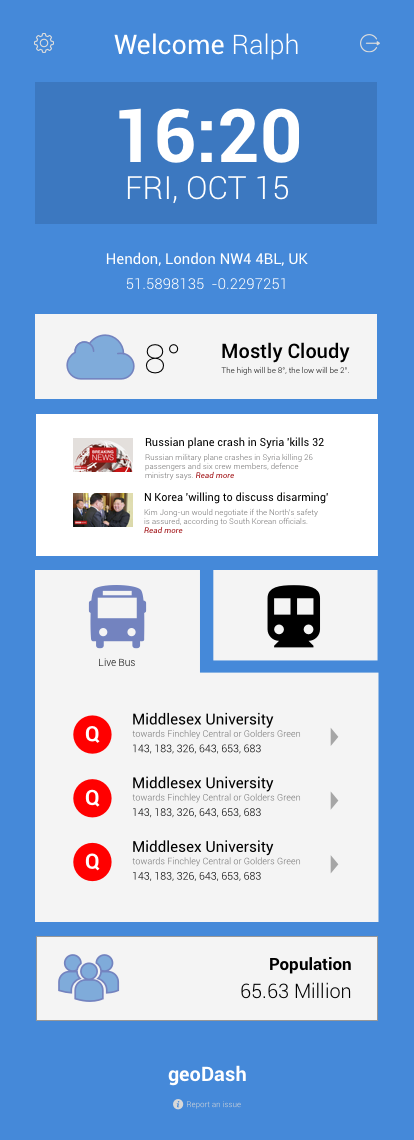 Welcome Ralph
16:20
FRI, OCT 15
Hendon, London NW4 4BL, UK
51.5898135 -0.2297251
8°
Mostly Cloudy
The high will be 8°, the low will be 2°.
BREAKING
NEWS
Russian plane crash in Syria 'kills 32
Russian military plane crashes in Syria killing 26
passengers and six crew members, defence
ministry says. Read more
N Korea 'willing to discuss disarming'
Kim Jong-un would negotiate if the North's safety
is assured, according to South Korean officials.
Read more
Live Bus
Q
Middlesex University
towards Finchley Central or Golders Green
143, 183, 326, 643, 653, 683
Q
Middlesex University
towards Finchley Central or Golders Green
143, 183, 326, 643, 653, 683
Q
Middlesex University
towards Finchley Central or Golders Green
143, 183, 326, 643, 653, 683
Population
65.63 Million
geoDash
i Report an issue